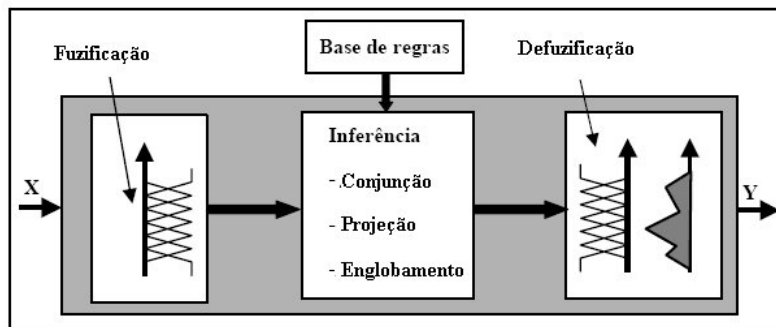 Fuzificação
Base de regras
Defuzificação
X
Inferência
- .Conjunção
- Projeção
- Englobamento
Y